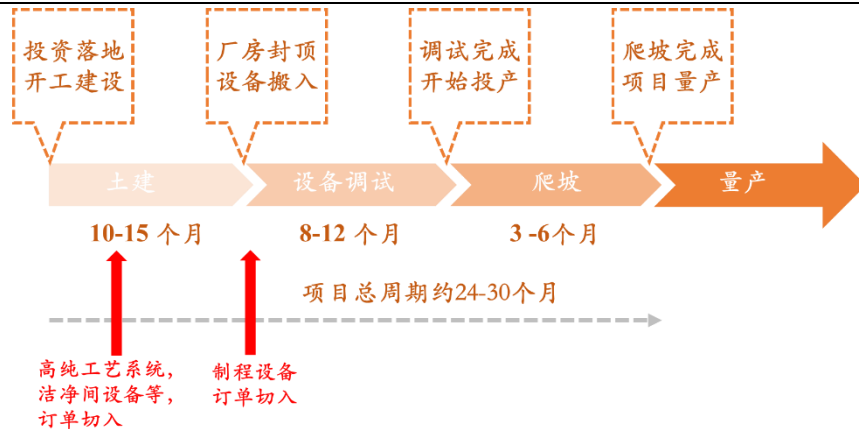 投资落地
开工建设
厂房封顶
设备搬入
调试完成
开始投产
爬坡完成
项目量产
土建
设备调试
爬坡
量产
10-15 个月
8-12 个月
3 -6个月
项目总周期约24-30个月
高纯工艺系统，
洁净间设备等，
订单切入
制程设备
订单切入